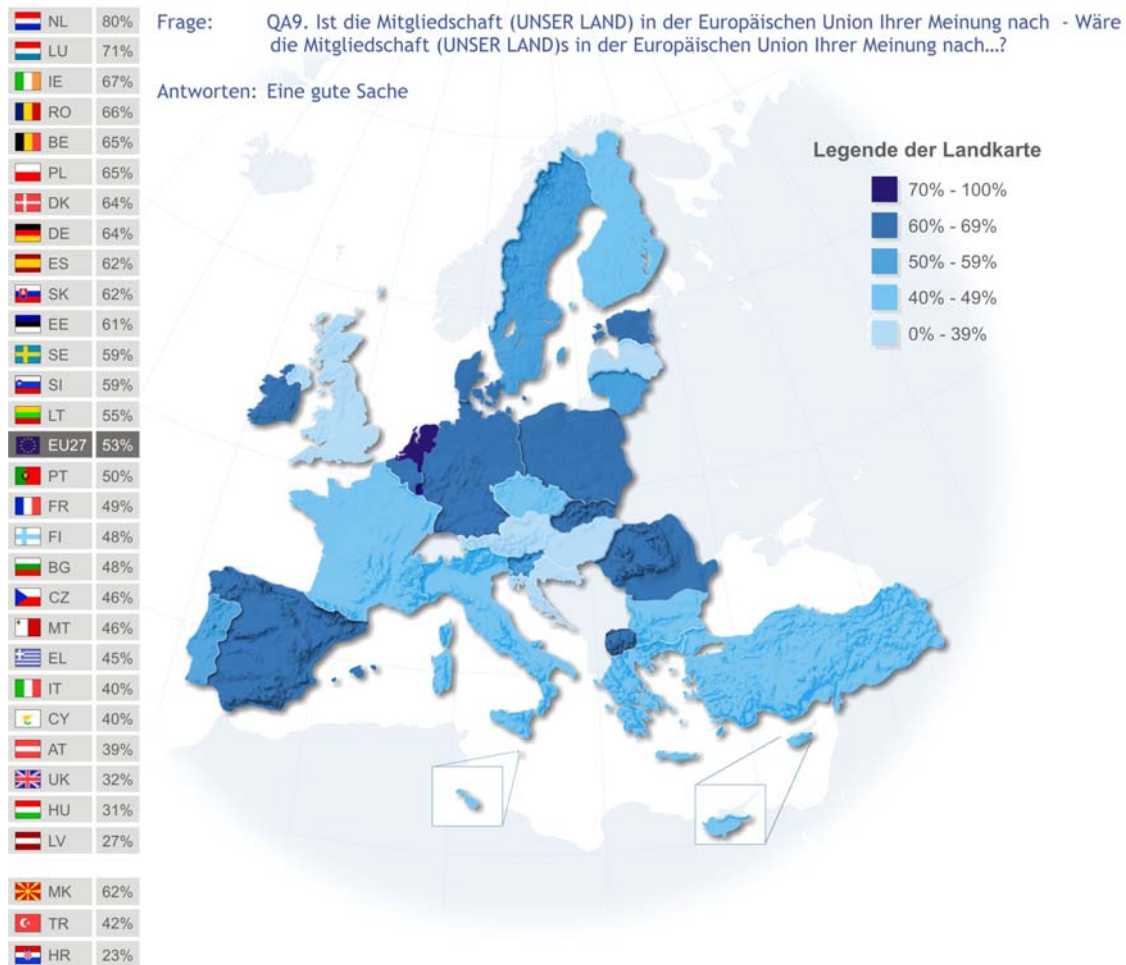 Frage: QA9. Ist die Mitgliedschaft (UNSER LAND) in der Europäischen Union Ihrer Meinung nach - Wäre
die Mitgliedschaft (UNSER LAND)s in der Europäischen Union Ihrer Meinung nach...?
Antworten: Eine gute Sache
NL 80%
LU 71%
IE 67%
RO 66%
BE 65%
PL 65%
DK 64%
DE 64%
ES 62%
SK 62%
EE 61%
SE 59%
SI 59%
LT 55%
EU27 53%
PT 50%
FR 49%
FI 48%
BG 48%
CZ 46%
MT 46%
EL 45%
IT 40%
CY 40%
AT 39%
UK 32%
HU 31%
LV 27%
MK 62%
TR 42%
HR 23%
Legende der Landkarte
70% - 100%
60% - 69%
50% - 59%
40% - 49%
0% - 39%